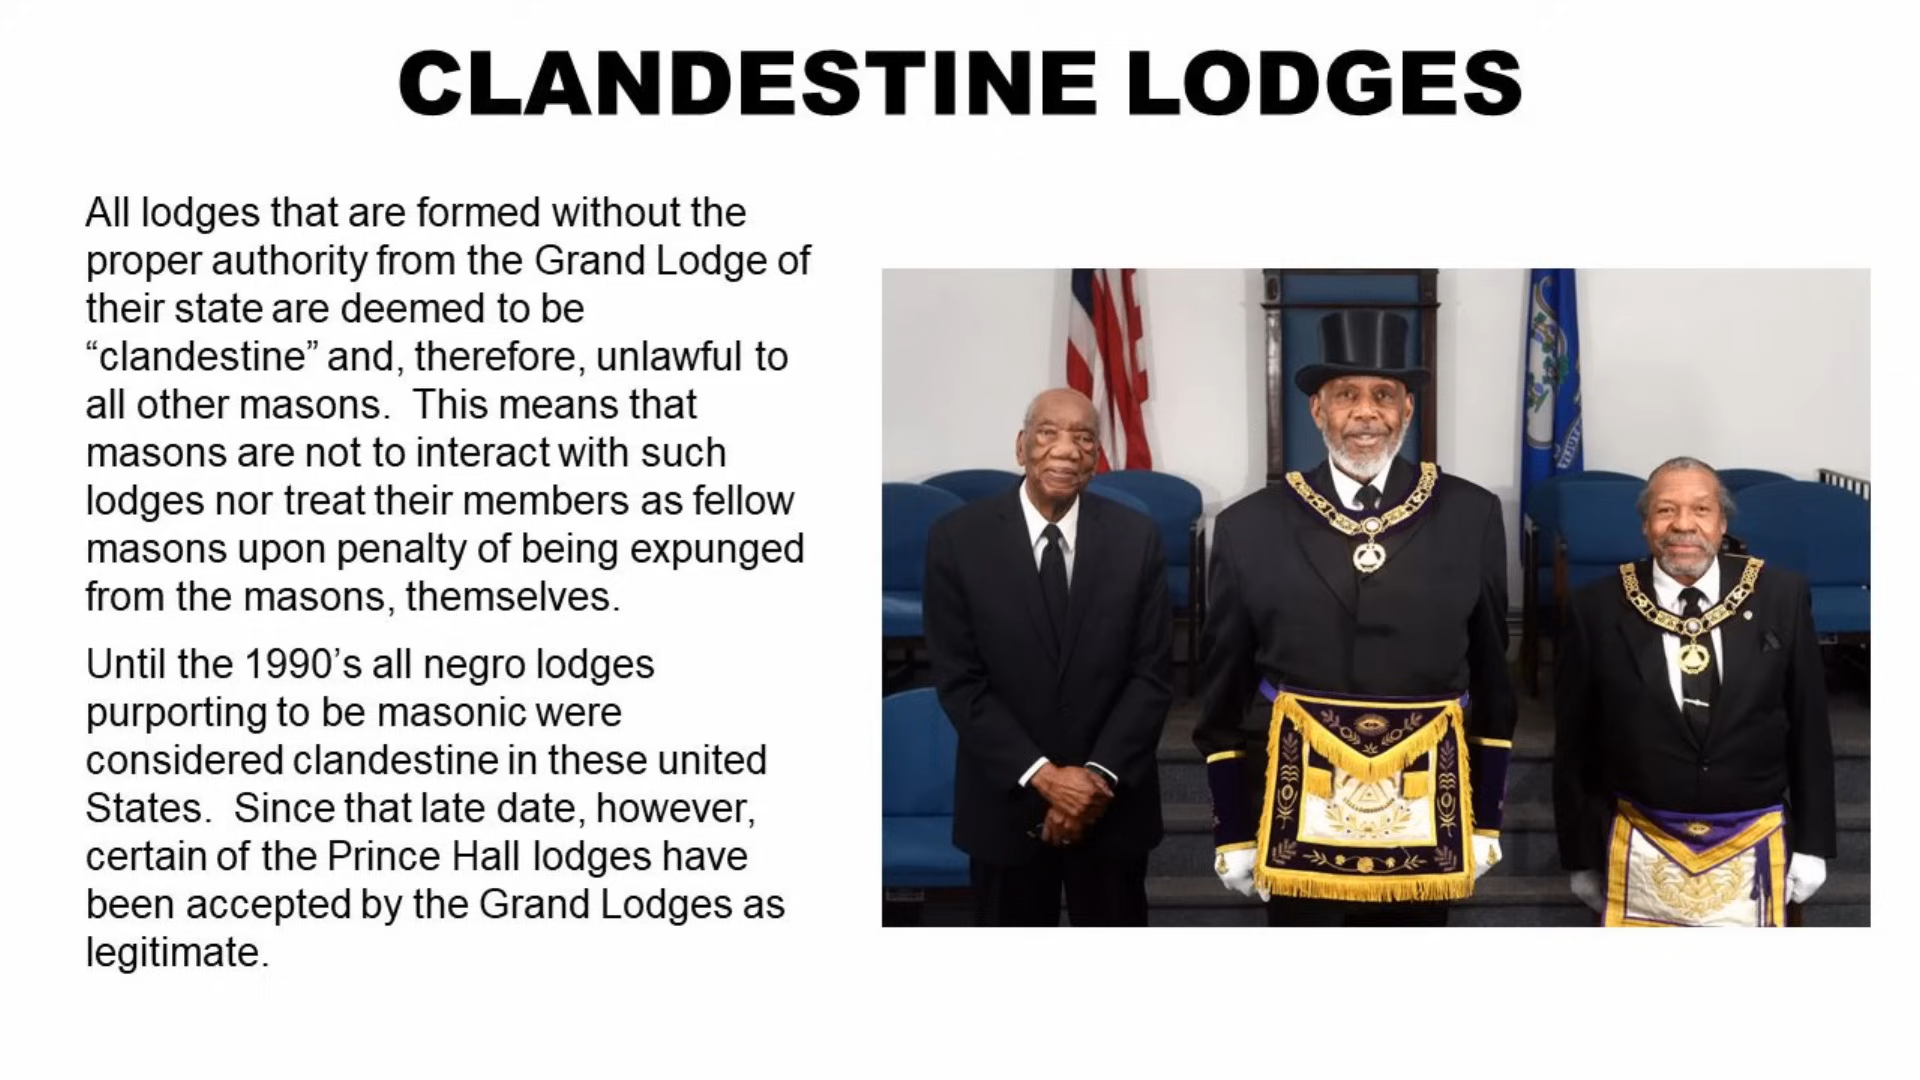 CLANDESTINE LODGES
All lodges that are formed without the
proper authority from the Grand Lodge of
their state are deemed to be
“clandestine” and, therefore, unlawful to
all other masons.  This means that
masons are not to interact with such
lodges nor treat their members as fellow
masons upon penalty of being expunged
from the masons, themselves.
Until the 1990’s all negro lodges
purporting to be masonic were
considered clandestine in these united
States.  Since that late date, however,
certain of the Prince Hall lodges have
been accepted by the Grand Lodges as
legitimate.